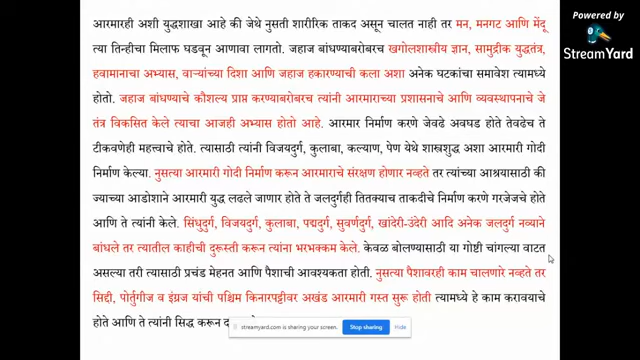 आरमारही अशी युद्धशाखा आहे की जेथे नुसती शारीरिक ताकद असून चालत नाही तर मन, मनगट आणि मेंदू
त्या तिन्हीचा मिलाफ घडवून आणावा लागतो. जहाज बांधण्याबरोबरच खगोलशास्त्रीय ज्ञान, सामुद्रीक युद्धतंत्र,
हवामानाचा अभ्यास, वाऱ्यांच्या दिशा आणि जहाज हकारण्याची कला अशा अनेक घटकांचा समावेश त्यामध्ये
होतो. जहाज बांधण्याचे कौशल्य प्राप्त करण्याबरोबरच त्यांनी आरमाराच्या प्रशासनाचे आणि व्यवस्थापनाचे जे
तंत्र विकसित केले त्याचा आजही अभ्यास होतो आहे. आरमार निर्माण करणे जेवढे अवघड होते तेवढेच ते
टीकवणेही महत्त्वाचे होते. त्यासाठी त्यांनी विजयदुर्ग, कुलाबा, कल्याण, पेण येथे शास्त्रशुद्ध अशा आरमारी गोदी
निर्माण केल्या. नुसत्या आरमारी गोदी निर्माण करून आरमाराचे संरक्षण होणार नव्हते तर त्यांच्या आश्रयासाठी की
ज्याच्या आडोशाने आरमारी युद्ध लढले जाणार होते ते जलदुर्गही तितक्याच ताकदीचे निर्माण करणे गरजेजचे होते
आणि ते त्यांनी केले. सिंधुदुर्ग, विजयदुर्ग, कुलाबा, पद्मदुर्ग, सुवर्णदुर्ग, खांदेरी-उंदेरी आदि अनेक जलदुर्ग नव्याने
बांधले तर त्यातील काहीची दुरूस्ती करून त्यांना भरभक्कम केले. केवळ बोलण्यासाठी या गोष्टी चांगल्या वाटत
असल्या तरी त्यासाठी प्रचंड मेहनत आणि पैशाची आवश्यकता होती. नुसत्या पैशावरही काम चालणारे नव्हते तर
सिद्दी, पोर्तुगीज व इंग्रज यांची पश्चिम किनारपट्टीवर अखंड आरमारी गस्त सुरू होती त्यामध्ये हे काम करावयाचे
होते आणि ते त्यांनी सिद्ध करून
streamyard.com is sharing your screen. Stop sharing Hide
Powered by
StreamYard